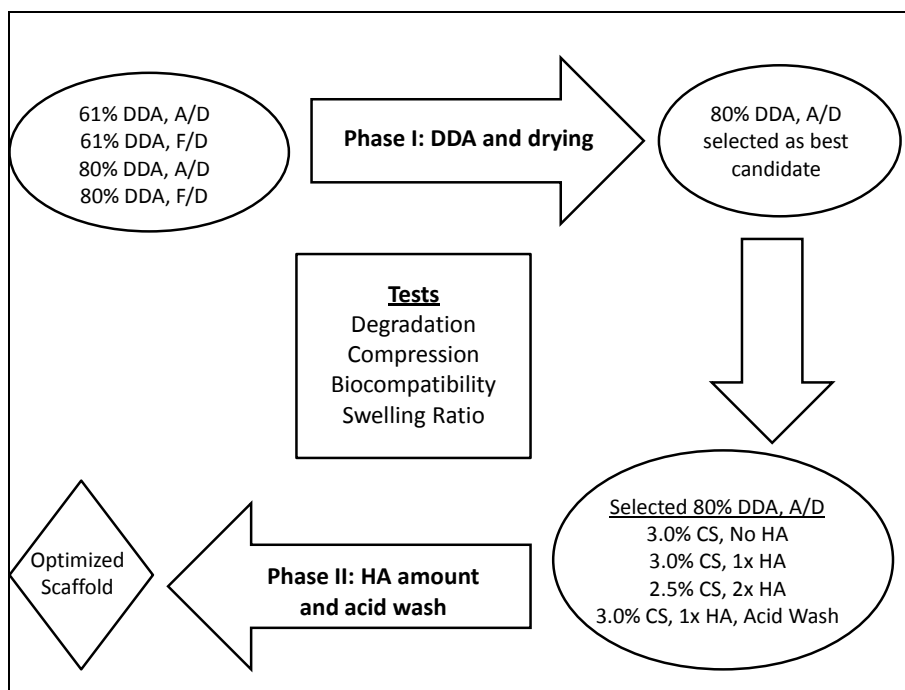 61% DDA, A/D
61% DDA, F/D
80% DDA, A/D
80% DDA, F/D
Phase I: DDA and drying
80% DDA, A/D
selected as best
candidate
Tests
Degradation
Compression
Biocompatibility
Swelling Ratio
Selected 80% DDA, A/D
3.0% CS, No HA
3.0% CS, 1x HA
2.5% CS, 2x HA
3.0% CS, 1x HA, Acid Wash
Phase II: HA amount
and acid wash
Optimized
Scaffold